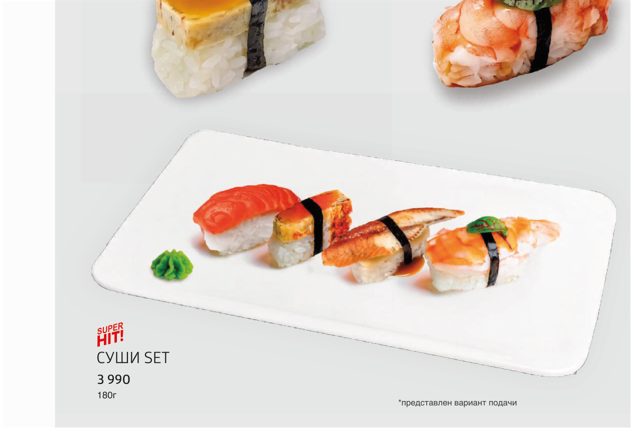 SUPER
HIT!
СУШИ SET
3 990
180г
*представлен вариант подачи